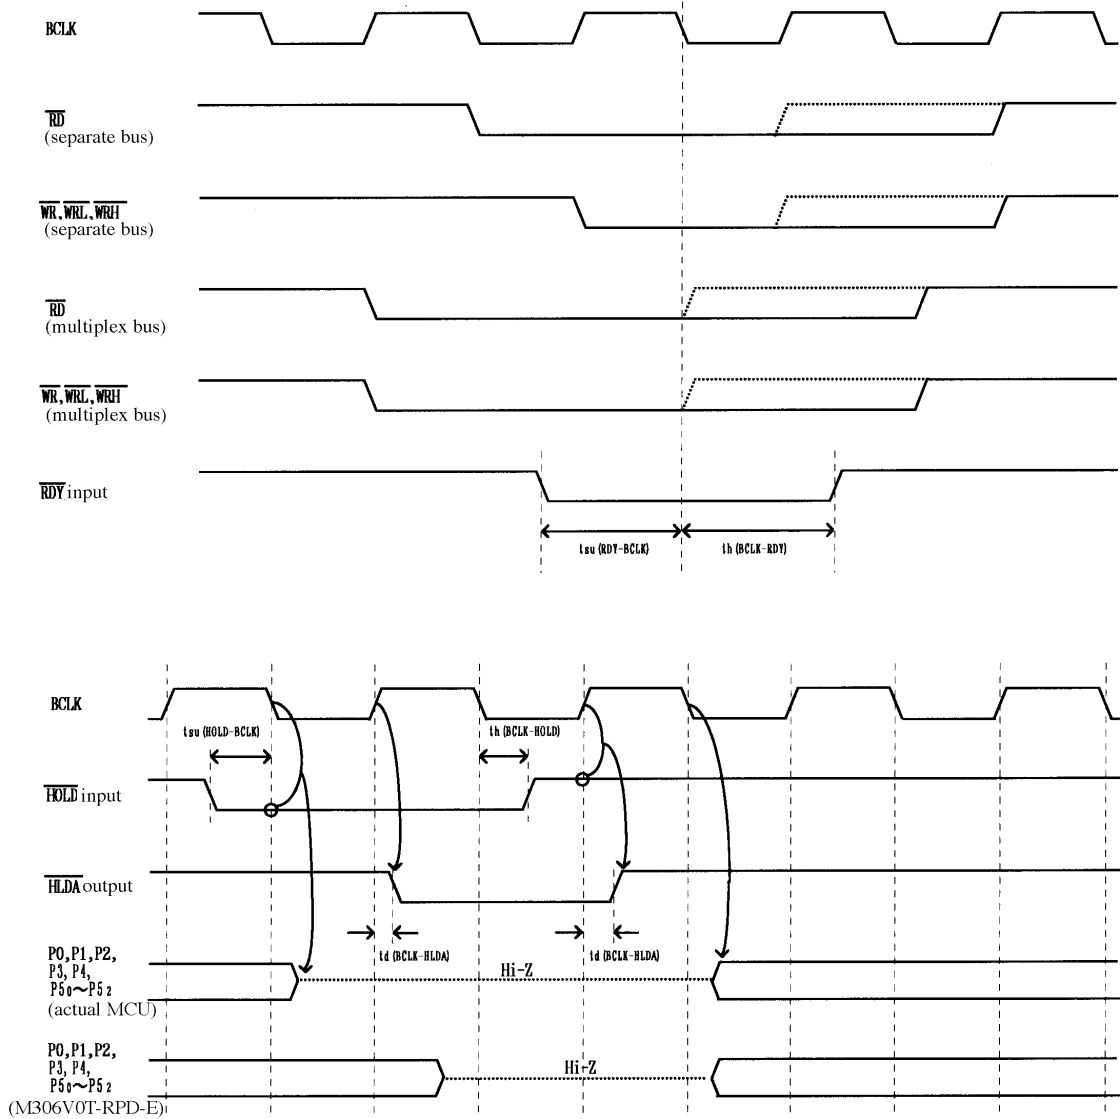 BCLK
RD
(separate bus)
WR, WRL, WRH
(separate bus)
RD
(multiplex bus)
WR, WRL, WRH
(multiplex bus)
RDY input
tsu (RDY-BCLK)
th (BCLK-RDY)
BCLK
tsu (HOLD-BCLK)
th (BCLK-HOLD)
HOLD input
HLDA output
td (BCLK-HLDA)
td (BCLK-HLDA)
P0, P1, P2,
P3, P4,
P50~P52
(actual MCU)
Hi-Z
P0, P1, P2,
P3, P4,
P50~P52
(M306V0T-RPD-E)
Hi-Z